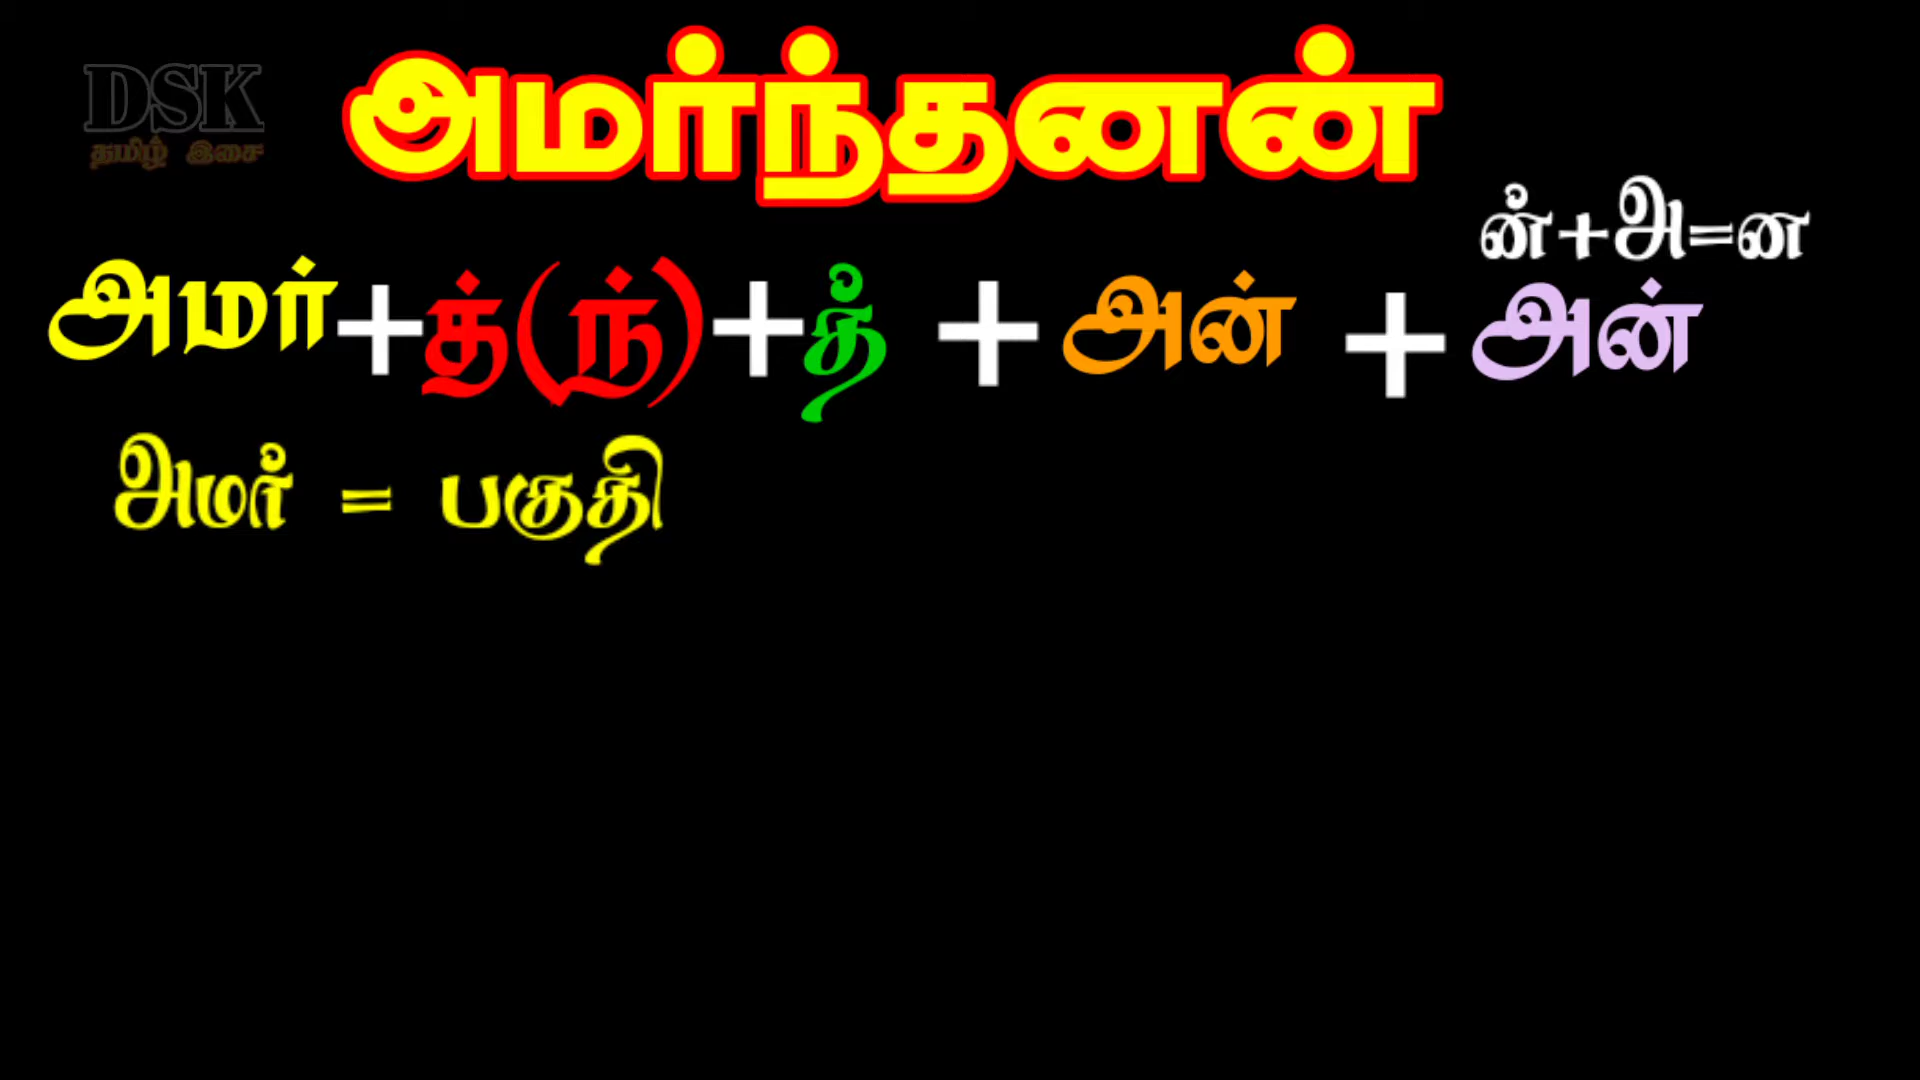 DSK
தமிழ் இசை
அமர்ந்தனன்
ன்+அ=ன
அமர்+த்(ந்)+த் + அன் + அன்
அமர் = பகுதி